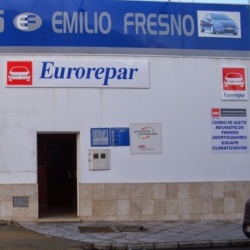 EMILIO FRESNO
Eurorepar
Eurorepar
CAMBIO DE ACEITE
NEUMATICOS
FRENOS
AMORTIGUADORES
ESCAPE
CLIMATIZACION